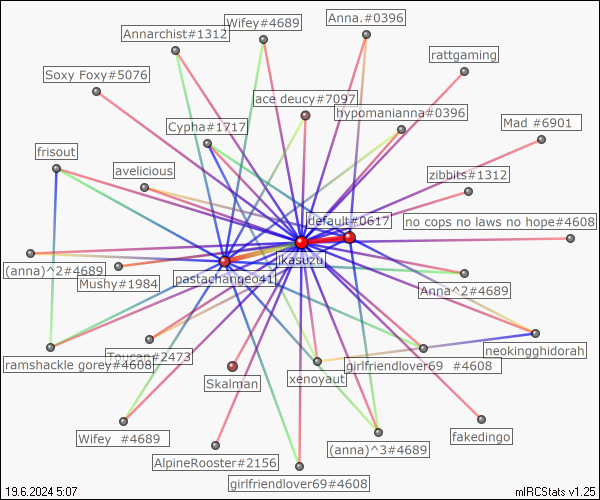 Wifey#4689
Anna.#0396
Annarchist#1312
rattgaming
Soxy Foxy#5076
ace deucy#7097
hypomanianna#0396
Cypha#1717
Mad #6901
frisout
avelicious
zibbits#1312
default#0617
no cops no laws no hope#4608
jkasuzu
(anna)^2#4689
Mushy#1984
pastachange641
Anna^2#4689
Toucan#2473
neokingghidorah
ramshackle gorey#4608
girlfriendlover69 #4608
Skalman
xenoyaut
Wifey #4689
fakedingo
(anna)^3#4689
AlpineRooster#2156
girlfriendlover69#4608
19.6.2024 5:07
mIRCStats v1.25